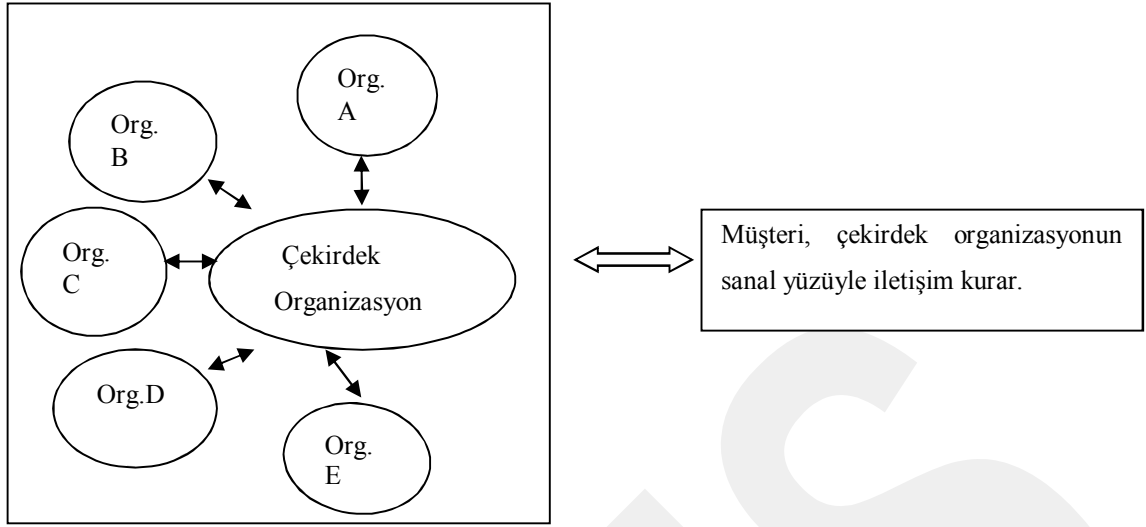 Org.
A
Org.
B
Org.
C
Çekirdek
Organizasyon
Org.D
Org.
E
Müşteri, çekirdek organizasyonun
sanal yüzüyle iletişim kurar.